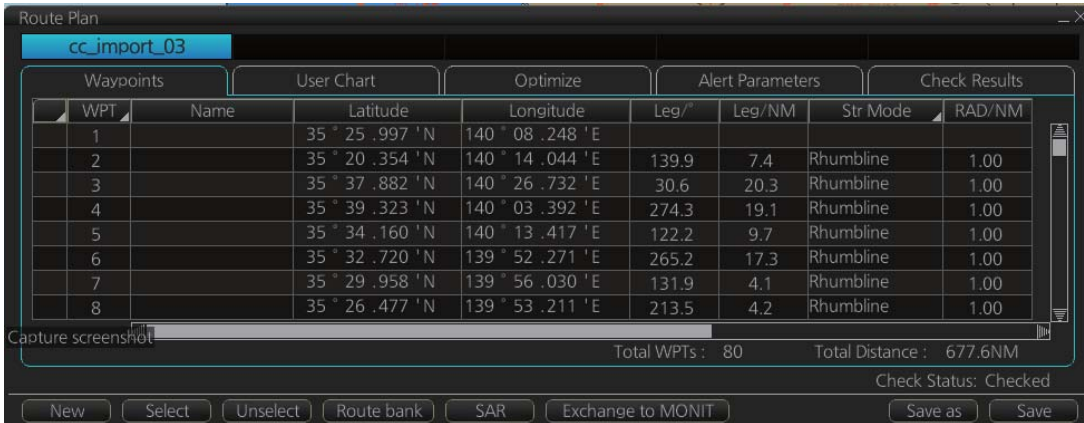 Route Plan
cc_import_03
Waypoints User Chart Optimize Alert Parameters Check Results
WPT Name Latitude Longitude Leg/° Leg/NM Str Mode RAD/NM
1 35 ° 25 .997 'N 140 ° 08 .248 'E
2 35 ° 20 .354 'N 140 ° 14 .044 'E 139.9 7.4 Rhumbline 1.00
3 35 ° 37 .882 'N 140 ° 26 .732 'E 30.6 20.3 Rhumbline 1.00
4 35 ° 39 .323 'N 140 ° 03 .392 'E 274.3 19.1 Rhumbline 1.00
5 35 ° 34 .160 'N 140 ° 13 .417 'E 122.2 9.7 Rhumbline 1.00
6 35 ° 32 .720 'N 139 ° 52 .271 'E 265.2 17.3 Rhumbline 1.00
7 35 ° 29 .958 'N 139 ° 56 .030 'E 131.9 4.1 Rhumbline 1.00
8 35 ° 26 .477 'N 139 ° 53 .211 'E 213.5 4.2 Rhumbline 1.00
Capture screenshot
Total WPTs : 80 Total Distance : 677.6NM
Check Status: Checked
New Select Unselect Route bank SAR Exchange to MONIT Save as Save